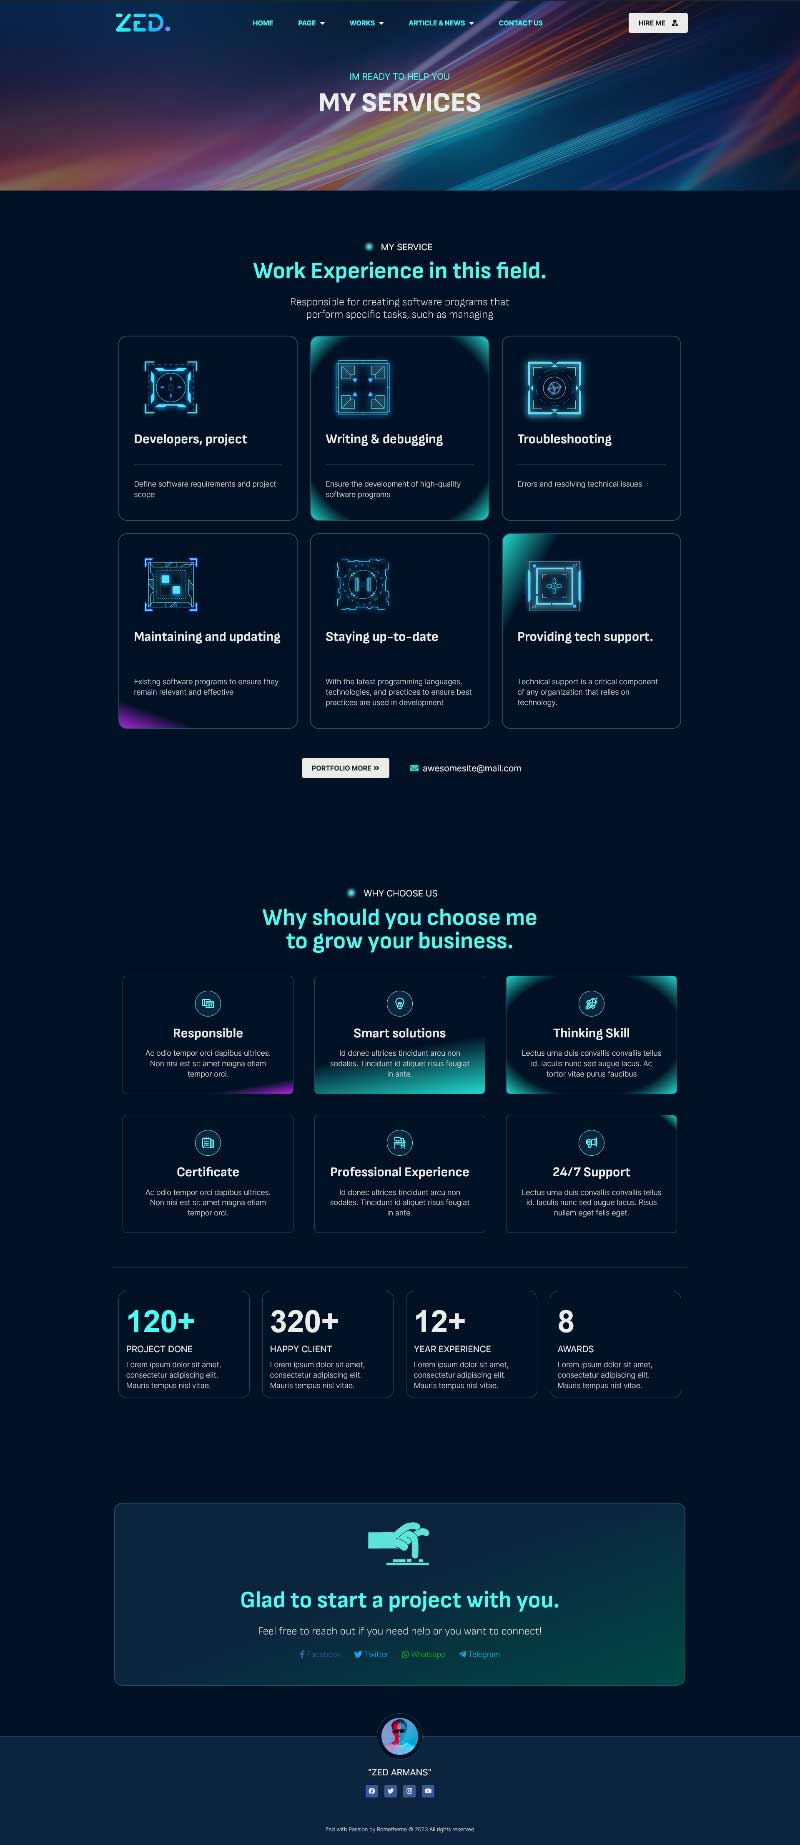 ZED.
HOME
PAGE
WORKS
ARTICLE & NEWS
CONTACT US
HIRE ME
IM READY TO HELP YOU
MY SERVICES
MY SERVICE
Work Experience in this field.
Responsible for creating software programs that
perform specific tasks, such as managing
Developers, project
Define software requirements and project
scope
Writing & debugging
Ensure the development of high-quality
software programs
Troubleshooting
Errors and resolving technical issues
Maintaining and updating
Existing software programs to ensure they
remain relevant and effective
Staying up-to-date
With the latest programming languages,
technologies, and practices to ensure best
practices are used in development
Providing tech support.
Technical support is a critical component
of any organization that relies on
technology.
PORTFOLIO MORE »
awesomesite@mail.com
WHY CHOOSE US
Why should you choose me
to grow your business.
Responsible
Ac odio tempor orci dapibus ultrices.
Non nisi est sit amet magna etiam
tempor orci.
Smart solutions
Id donec ultrices tincidunt arcu non
sodales. Tincidunt id aliquet risus feugiat
in ante.
Thinking Skill
Lectus urna duis convallis convallis tellus
id. Iaculis nunc sed augue lacus. Ac
tortor vitae purus faucibus
Certificate
Ac odio tempor orci dapibus ultrices.
Non nisi est sit amet magna etiam
tempor orci.
Professional Experience
Id donec ultrices tincidunt arcu non
sodales. Tincidunt id aliquet risus feugiat
in ante.
24/7 Support
Lectus urna duis convallis convallis tellus
id. Iaculis nunc sed augue lacus. Risus
nullam eget felis eget.
120+
PROJECT DONE
Lorem ipsum dolor sit amet,
consectetur adipiscing elit.
Mauris tempus nisl vitae.
320+
HAPPY CLIENT
Lorem ipsum dolor sit amet,
consectetur adipiscing elit.
Mauris tempus nisl vitae.
12+
YEAR EXPERIENCE
Lorem ipsum dolor sit amet,
consectetur adipiscing elit.
Mauris tempus nisl vitae.
8
AWARDS
Lorem ipsum dolor sit amet,
consectetur adipiscing elit.
Mauris tempus nisl vitae.
Glad to start a project with you.
Feel free to reach out if you need help or you want to connect!
Facebook
Twitter
Whatsapp
Telegram
"ZED ARMANS"
Zed with Passion by Rometheme © 2023 All rights reserved